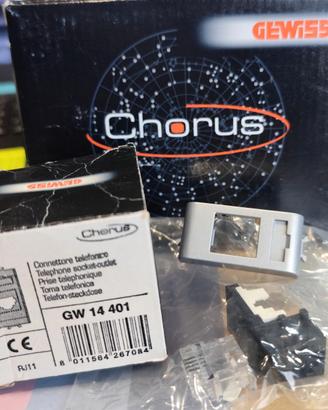 GEWISS
Chorus
GEWISS
Chorus
Connettore telefonico
Telephone socket-outlet
Prise telephonique
Toma telefonica
Telefon-steckdose
GW 14 401
CE
RJ11
8 011564 267084